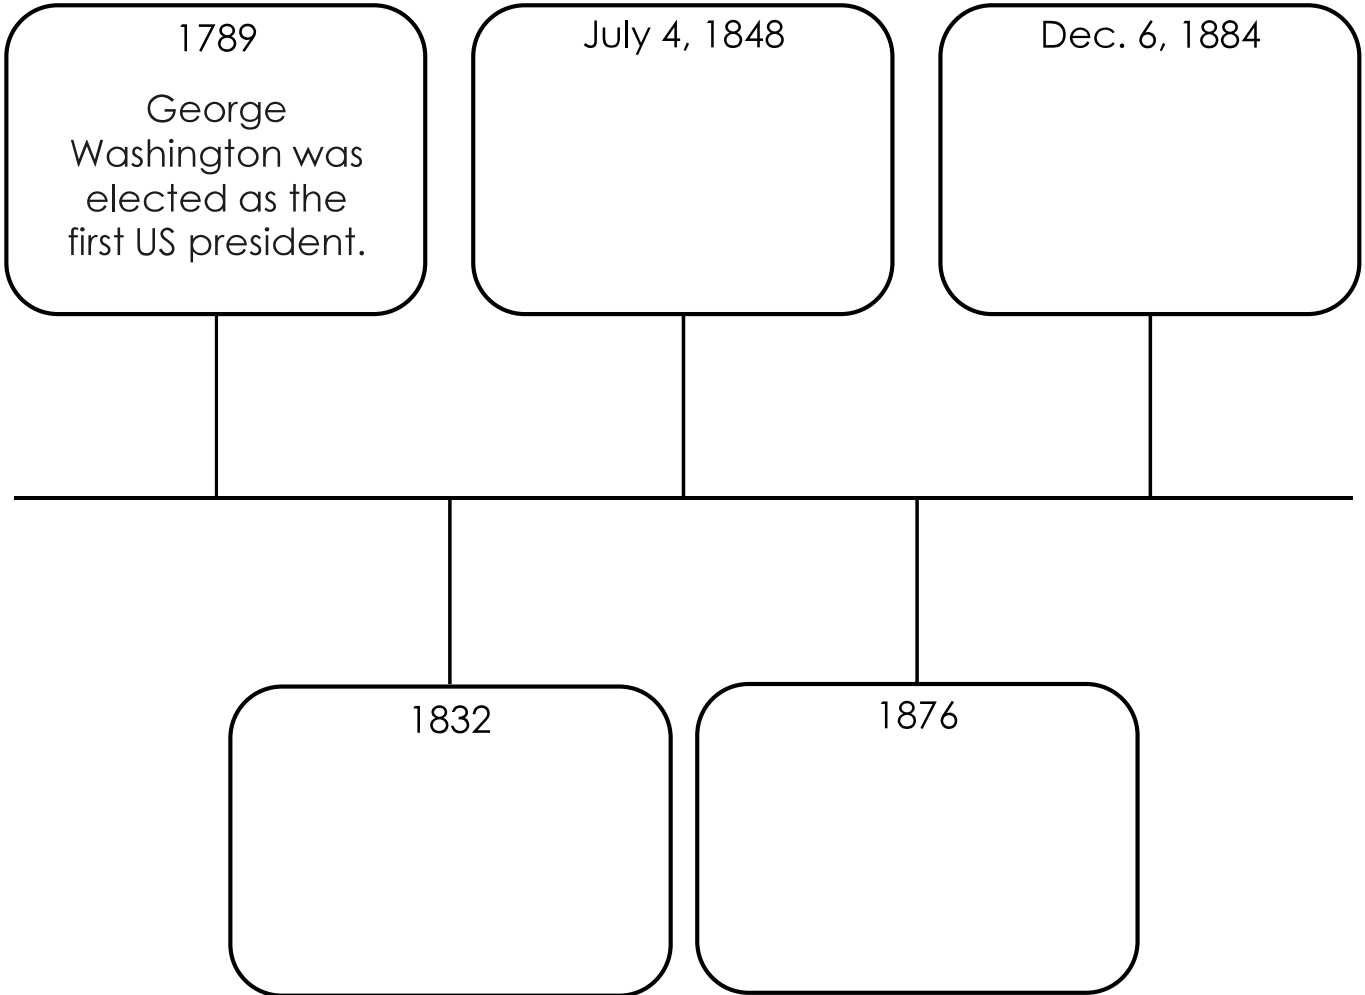 1789
George
Washington was
elected as the
first US president.
July 4, 1848
Dec. 6, 1884
1832
1876